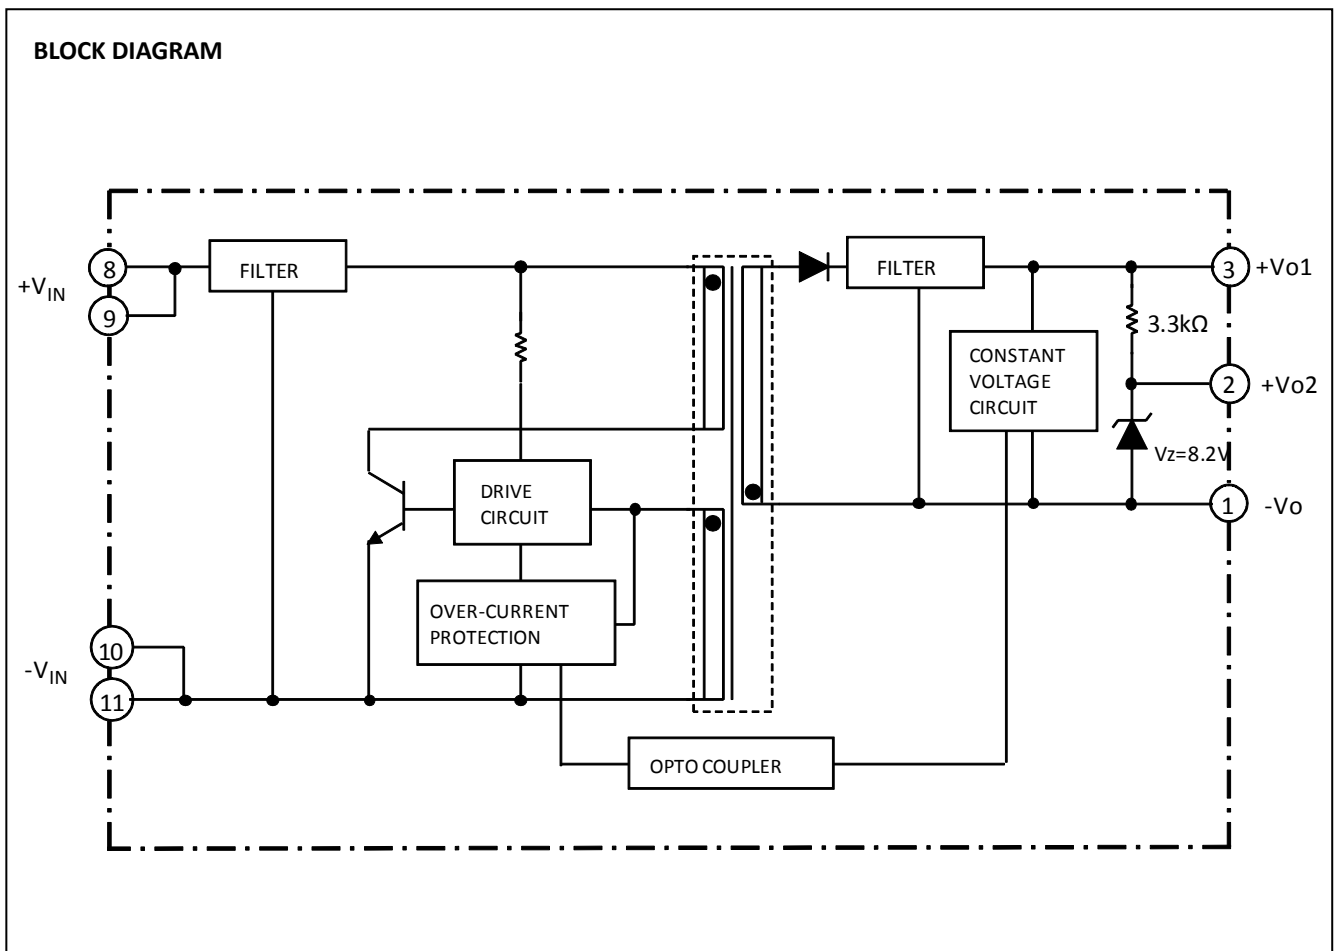 BLOCK DIAGRAM
8
FILTER
FILTER
3
+Vo1
+VIN
9
3.3kΩ
CONSTANT
VOLTAGE
CIRCUIT
2
+Vo2
Vz=8.2V
DRIVE
CIRCUIT
1
-Vo
OVER-CURRENT
PROTECTION
10
-VIN
11
OPTO COUPLER